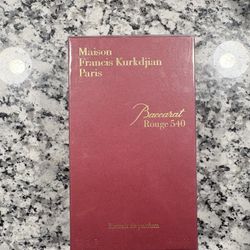 Maison
Francis Kurkdjian
Paris
Baccarat
Rouge 540
Extrait de parfum